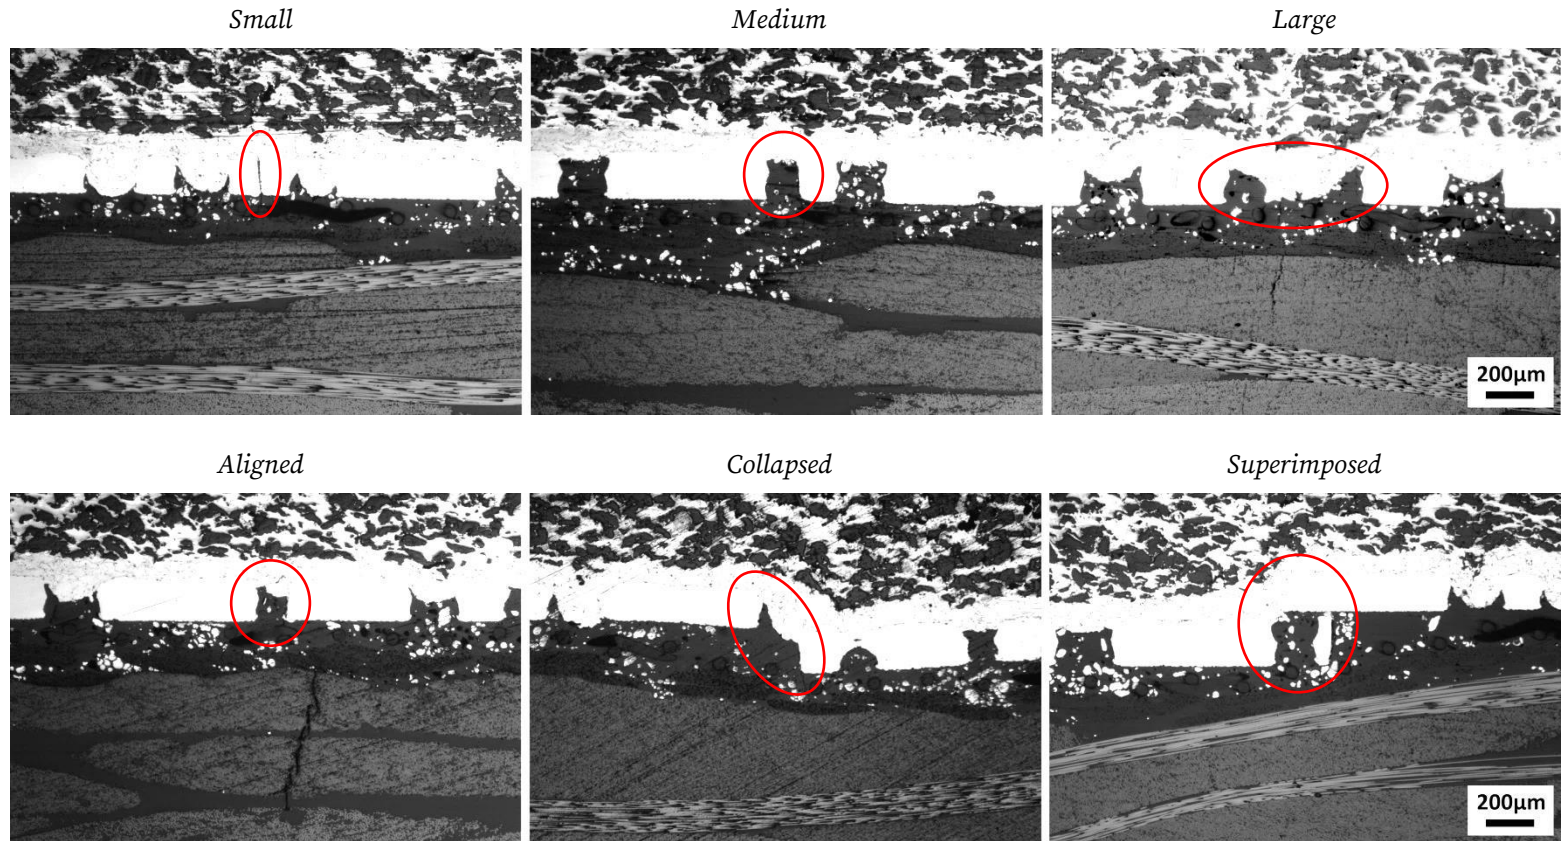 Small
Medium
Large
200μm
Aligned
Collapsed
Superimposed
200μm